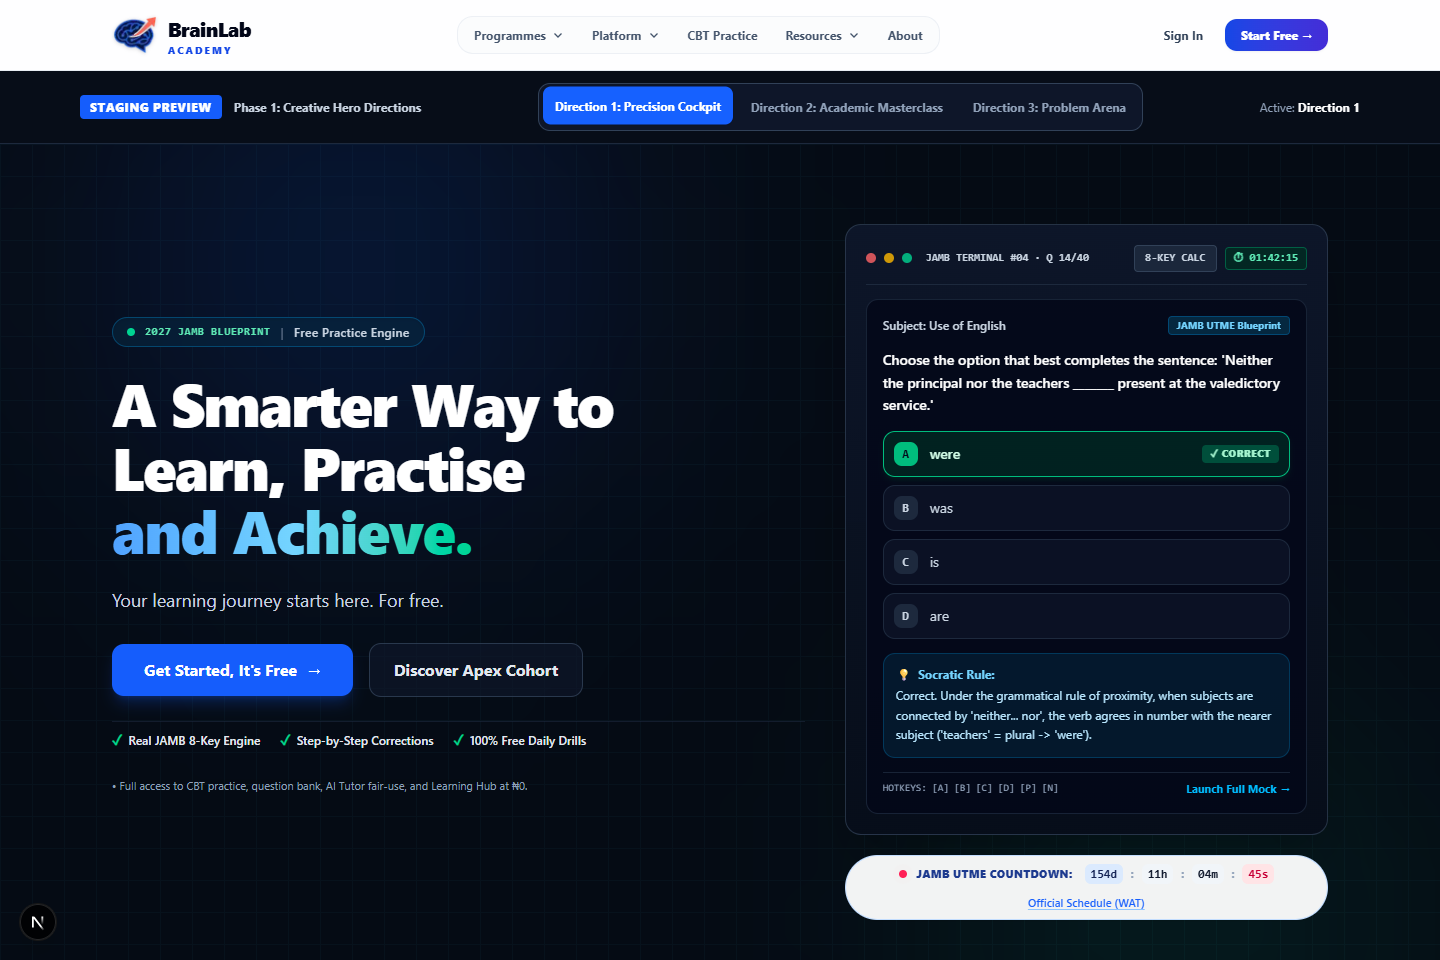 BrainLab
ACADEMY
Programmes
Platform
CBT Practice
Resources
About
Sign In
Start Free →
STAGING PREVIEW
Phase 1: Creative Hero Directions
Direction 1: Precision Cockpit
Direction 2: Academic Masterclass
Direction 3: Problem Arena
Active: Direction 1
2027 JAMB BLUEPRINT | Free Practice Engine
A Smarter Way to
Learn, Practise
and Achieve.
Your learning journey starts here. For free.
Get Started, It's Free →
Discover Apex Cohort
✓ Real JAMB 8-Key Engine
✓ Step-by-Step Corrections
✓ 100% Free Daily Drills
• Full access to CBT practice, question bank, AI Tutor fair-use, and Learning Hub at ₦0.
JAMB TERMINAL #04 · Q 14/40
8-KEY CALC
⏱ 01:42:15
Subject: Use of English
JAMB UTME Blueprint
Choose the option that best completes the sentence: 'Neither
the principal nor the teachers ______ present at the valedictory
service.'
A were
✓ CORRECT
B was
C is
D are
💡 Socratic Rule:
Correct. Under the grammatical rule of proximity, when subjects are
connected by 'neither... nor', the verb agrees in number with the nearer
subject ('teachers' = plural -> 'were').
HOTKEYS: [A] [B] [C] [D] [P] [N]
Launch Full Mock →
JAMB UTME COUNTDOWN: 154d : 11h : 04m : 45s
Official Schedule (WAT)
N